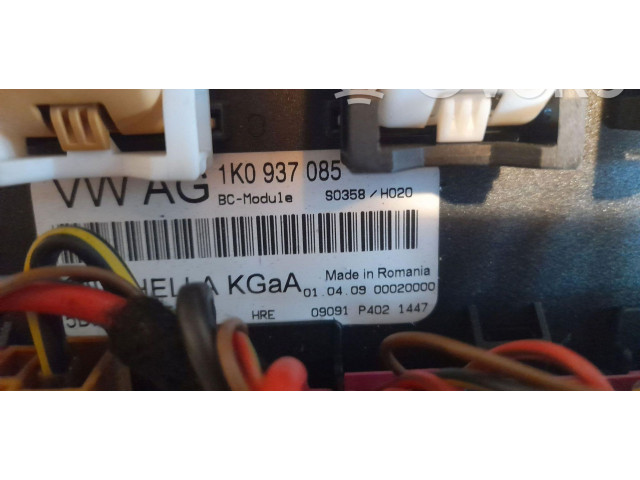 VW AG 1K0 937 085
BC-Module S0358 / H020
HELLA KGaA Made in Romania
01.04.09 00020000
HRE 09091 P402 1447